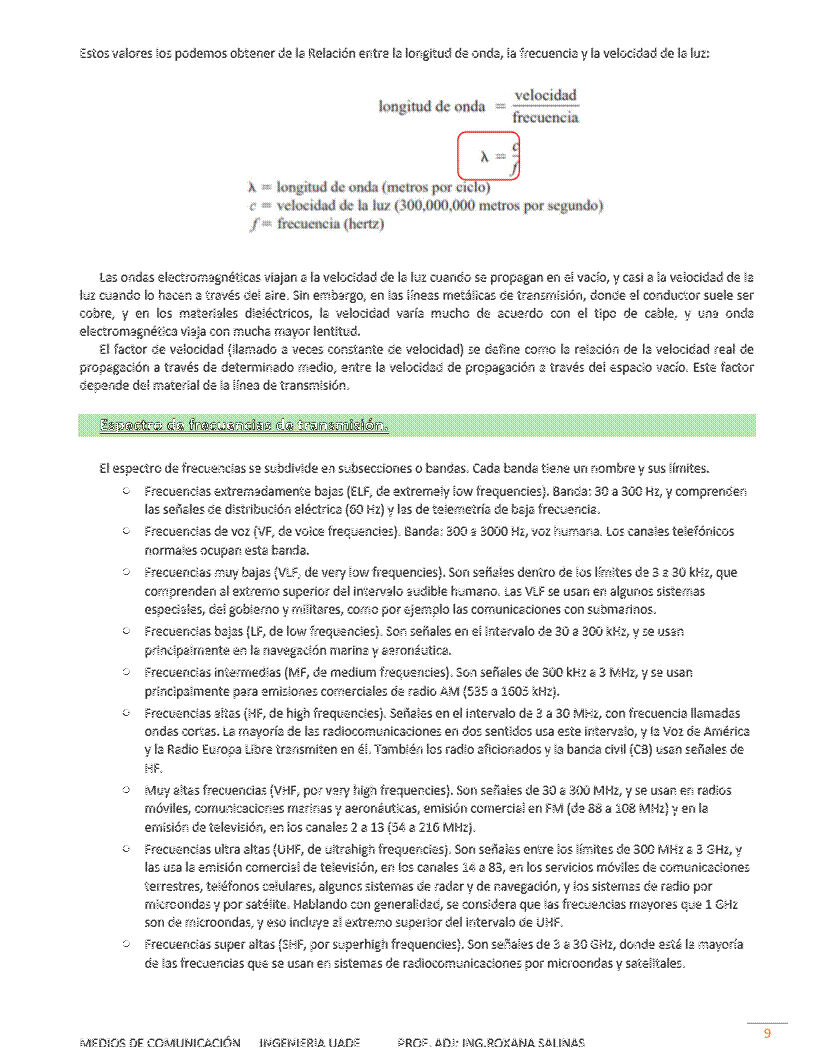 Estos valores los podemos obtener de la Relación entre la longitud de onda, la frecuencia y la velocidad de la luz:
longitud de onda = velocidad / frecuencia
λ = c / f
λ = longitud de onda (metros por ciclo)
c = velocidad de la luz (300,000,000 metros por segundo)
f = frecuencia (hertz)
Las ondas electromagnéticas viajan a la velocidad de la luz cuando se propagan en el vacío, y casi a la velocidad de la
luz cuando lo hacen a través del aire. Sin embargo, en las líneas metálicas de transmisión, donde el conductor suele ser
cobre, y en los materiales dieléctricos, la velocidad varía mucho de acuerdo con el tipo de cable, y una onda
electromagnética viaja con mucha mayor lentitud.
El factor de velocidad (llamado a veces constante de velocidad) se define como la relación de la velocidad real de
propagación a través de determinado medio, entre la velocidad de propagación a través del espacio vacío. Este factor
depende del material de la línea de transmisión.
Espectro de frecuencias de transmisión.
El espectro de frecuencias se subdivide en subsecciones o bandas. Cada banda tiene un nombre y sus límites.
○ Frecuencias extremadamente bajas (ELF, de extremely low frequencies). Banda: 30 a 300 Hz, y comprenden
las señales de distribución eléctrica (60 Hz) y las de telemetría de baja frecuencia.
○ Frecuencias de voz (VF, de voice frequencies). Banda: 300 a 3000 Hz, voz humana. Los canales telefónicos
normales ocupan esta banda.
○ Frecuencias muy bajas (VLF, de very low frequencies). Son señales dentro de los límites de 3 a 30 kHz, que
comprenden al extremo superior del intervalo audible humano. Las VLF se usan en algunos sistemas
especiales, del gobierno y militares, como por ejemplo las comunicaciones con submarinos.
○ Frecuencias bajas (LF, de low frequencies). Son señales en el intervalo de 30 a 300 kHz, y se usan
principalmente en la navegación marina y aeronáutica.
○ Frecuencias intermedias (MF, de medium frequencies). Son señales de 300 kHz a 3 MHz, y se usan
principalmente para emisiones comerciales de radio AM (535 a 1605 kHz).
○ Frecuencias altas (HF, de high frequencies). Señales en el intervalo de 3 a 30 MHz, con frecuencia llamadas
ondas cortas. La mayoría de las radiocomunicaciones en dos sentidos usa este intervalo, y la Voz de América
y la Radio Europa Libre transmiten en él. También los radio aficionados y la banda civil (CB) usan señales de
HF.
○ Muy altas frecuencias (VHF, por very high frequencies). Son señales de 30 a 300 MHz, y se usan en radios
móviles, comunicaciones marinas y aeronáuticas, emisión comercial en FM (de 88 a 108 MHz) y en la
emisión de televisión, en los canales 2 a 13 (54 a 216 MHz).
○ Frecuencias ultra altas (UHF, de ultrahigh frequencies). Son señales entre los límites de 300 MHz a 3 GHz, y
las usa la emisión comercial de televisión, en los canales 14 a 83, en los servicios móviles de comunicaciones
terrestres, teléfonos celulares, algunos sistemas de radar y de navegación, y los sistemas de radio por
microondas y por satélite. Hablando con generalidad, se considera que las frecuencias mayores que 1 GHz
son de microondas, y eso incluye al extremo superior del intervalo de UHF.
○ Frecuencias super altas (SHF, por superhigh frequencies). Son señales de 3 a 30 GHz, donde está la mayoría
de las frecuencias que se usan en sistemas de radiocomunicaciones por microondas y satelitales.
9
MEDIOS DE COMUNICACIÓN INGENIERIA UADE PROF. ADJ: ING.ROXANA SALINAS